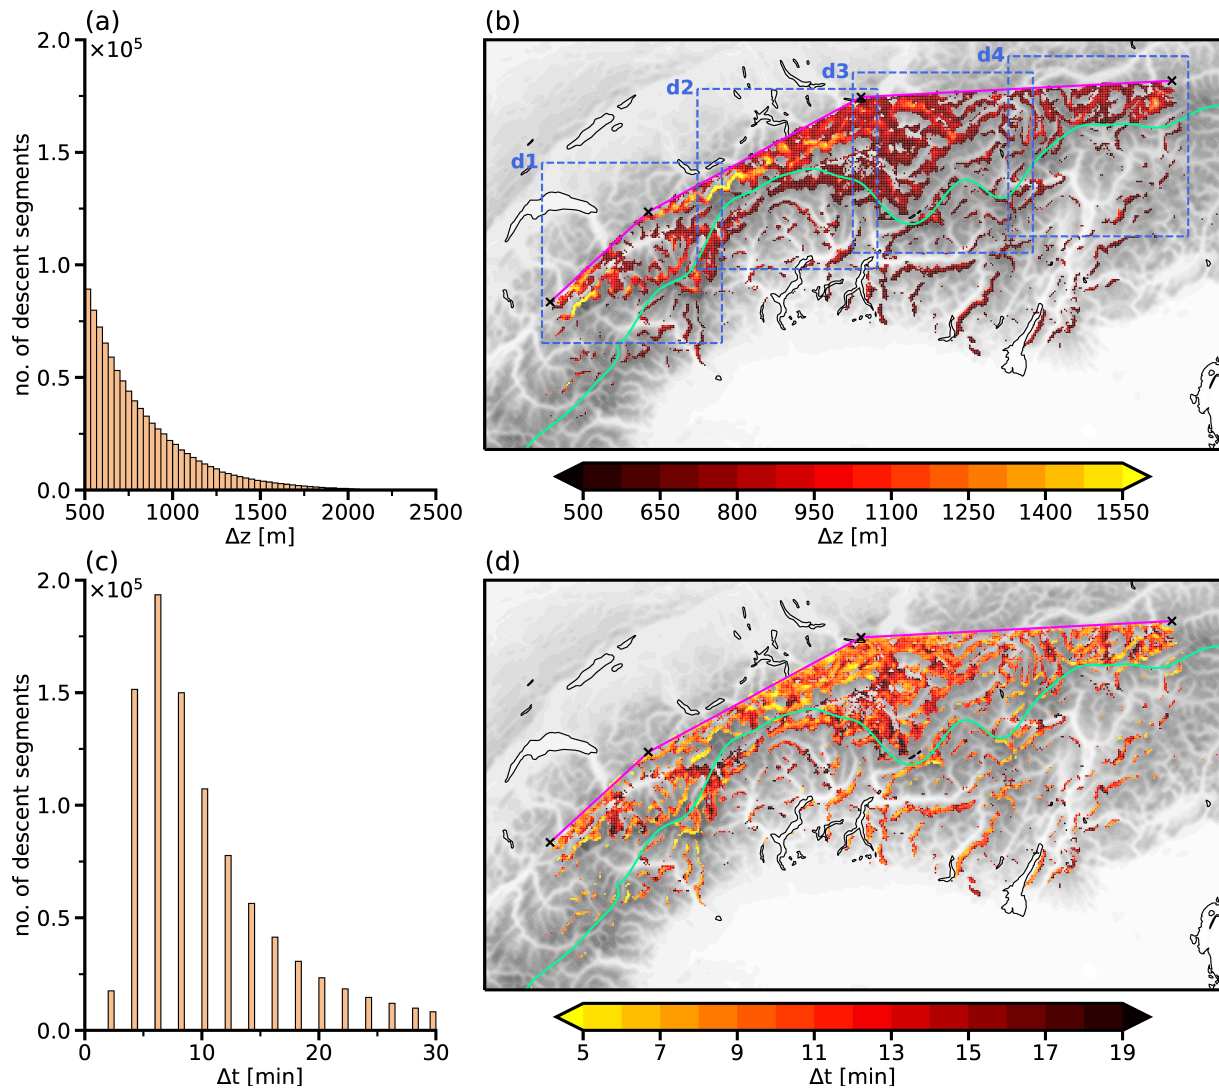 (a)
2.0
×10⁵
1.5
1.0
0.5
0.0
no. of descent segments
500 1000 1500 2000 2500
Δz [m]
(b)
d1
d2
d3
d4
500 650 800 950 1100 1250 1400 1550
Δz [m]
(c)
2.0
×10⁵
1.5
1.0
0.5
0.0
no. of descent segments
0 10 20 30
Δt [min]
(d)
5 7 9 11 13 15 17 19
Δt [min]